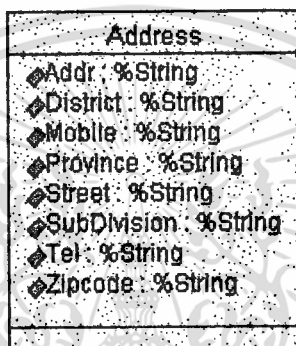 Address
Addr : %String
District : %String
Mobile : %String
Province : %String
Street : %String
SubDivision : %String
Tel : %String
Zipcode : %String